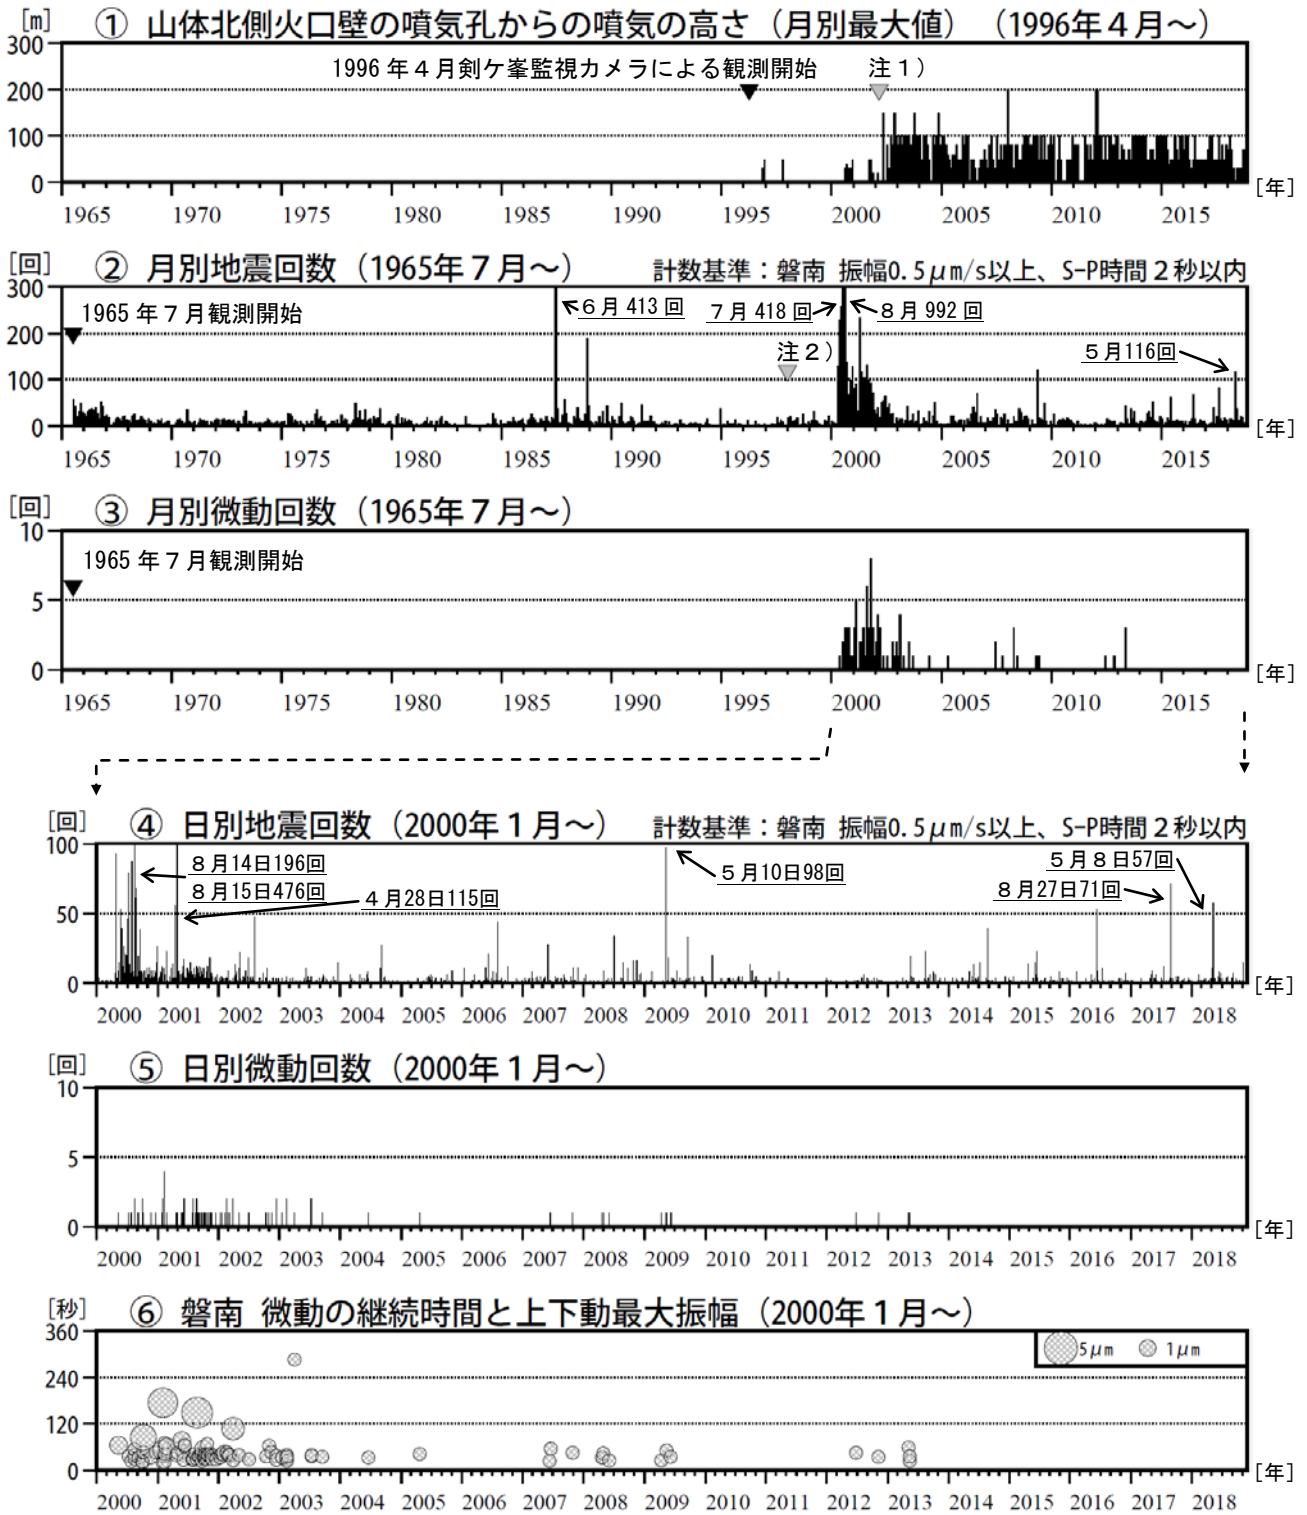 [m] ① 山体北側火口壁の噴気孔からの噴気の高さ（月別最大値）（1996年４月～）
300
1996 年４月剣ケ峯監視カメラによる観測開始 注１）
200
100
0
[年]
1965 1970 1975 1980 1985 1990 1995 2000 2005 2010 2015
[回] ② 月別地震回数（1965年７月～） 計数基準：磐南 振幅0.5μm/s以上、S-P時間２秒以内
300
1965 年７月観測開始 ６月 413 回 ７月 418 回 ８月 992 回
200
注２） ５月116回
100
0
[年]
1965 1970 1975 1980 1985 1990 1995 2000 2005 2010 2015
[回] ③ 月別微動回数（1965年７月～）
10
1965 年７月観測開始
5
0
[年]
1965 1970 1975 1980 1985 1990 1995 2000 2005 2010 2015
[回] ④ 日別地震回数（2000年１月～） 計数基準：磐南 振幅0.5μm/s以上、S-P時間２秒以内
100
８月14日196回 ５月10日98回 ５月８日57回
８月15日476回 ４月28日115回 ８月27日71回
50
0
[年]
2000 2001 2002 2003 2004 2005 2006 2007 2008 2009 2010 2011 2012 2013 2014 2015 2016 2017 2018
[回] ⑤ 日別微動回数（2000年１月～）
10
5
0
[年]
2000 2001 2002 2003 2004 2005 2006 2007 2008 2009 2010 2011 2012 2013 2014 2015 2016 2017 2018
[秒] ⑥ 磐南 微動の継続時間と上下動最大振幅（2000年１月～）
360
5μm 1μm
240
120
0
[年]
2000 2001 2002 2003 2004 2005 2006 2007 2008 2009 2010 2011 2012 2013 2014 2015 2016 2017 2018